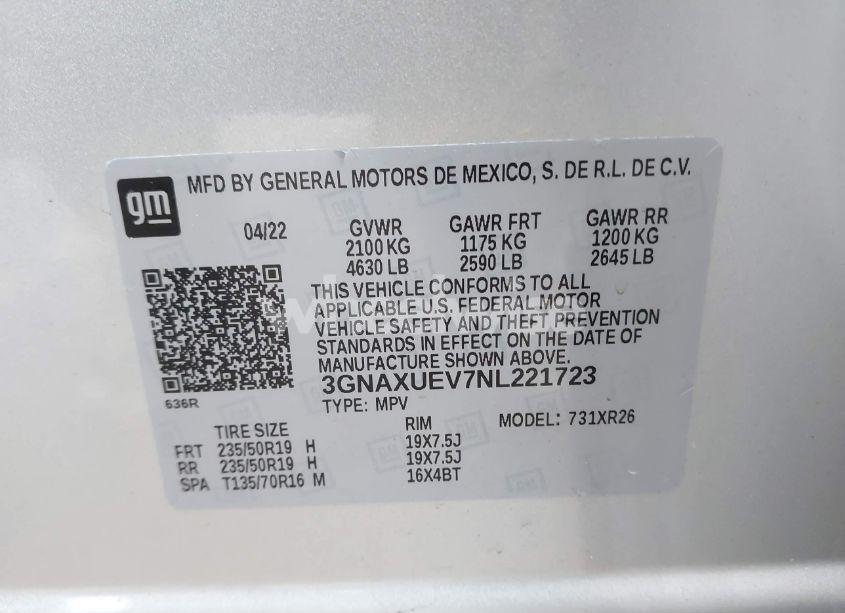 gm
MFD BY GENERAL MOTORS DE MEXICO, S. DE R.L. DE C.V.
04/22 GVWR GAWR FRT GAWR RR
2100 KG 1175 KG 1200 KG
4630 LB 2590 LB 2645 LB
THIS VEHICLE CONFORMS TO ALL
APPLICABLE U.S. FEDERAL MOTOR
VEHICLE SAFETY AND THEFT PREVENTION
STANDARDS IN EFFECT ON THE DATE OF
MANUFACTURE SHOWN ABOVE.
3GNAXUEV7NL221723
636R
TYPE: MPV
TIRE SIZE RIM MODEL: 731XR26
FRT 235/50R19 H 19X7.5J
RR 235/50R19 H 19X7.5J
SPA T135/70R16 M 16X4BT